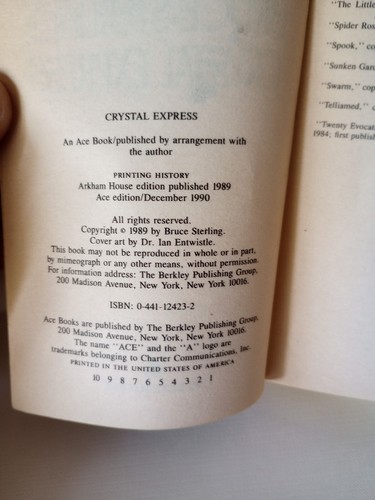 CRYSTAL EXPRESS
An Ace Book/published by arrangement with
the author
PRINTING HISTORY
Arkham House edition published 1989
Ace edition/December 1990
All rights reserved.
Copyright © 1989 by Bruce Sterling.
Cover art by Dr. Ian Entwistle.
This book may not be reproduced in whole or in part,
by mimeograph or any other means, without permission.
For information address: The Berkley Publishing Group,
200 Madison Avenue, New York, New York 10016.
ISBN: 0-441-12423-2
Ace Books are published by The Berkley Publishing Group,
200 Madison Avenue, New York, New York 10016.
The name "ACE" and the "A" logo are
trademarks belonging to Charter Communications, Inc.
PRINTED IN THE UNITED STATES OF AMERICA
10 9 8 7 6 5 4 3 2 1
"The Little
"Spider Ros
"Spook," co
"Sunken Gard
"Swarm," cop
"Telliamed," c
"Twenty Evocat
1984; first publish